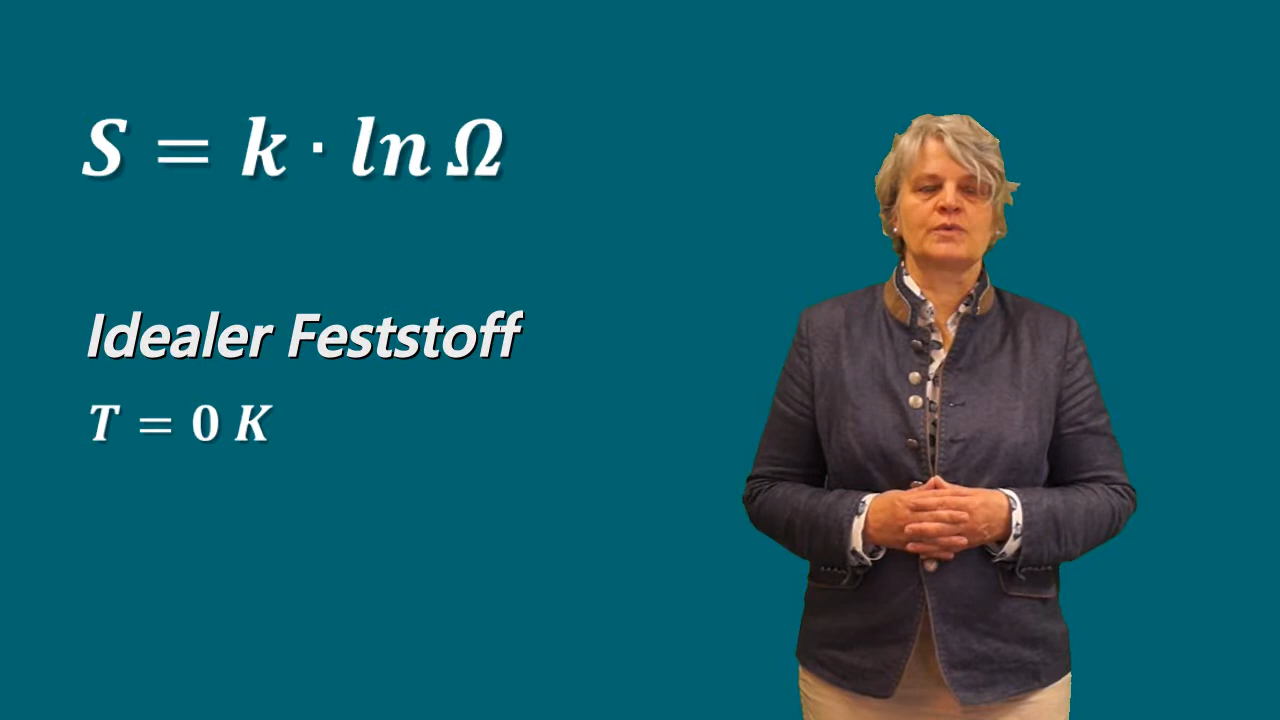 S = k · ln Ω
Idealer Feststoff
T = 0 K